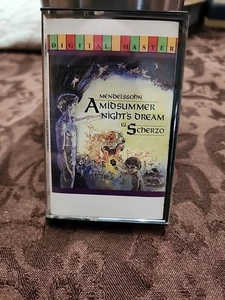 DIGITAL MASTER
MENDELSSOHN
A MIDSUMMER
NIGHT'S DREAM
& SCHERZO